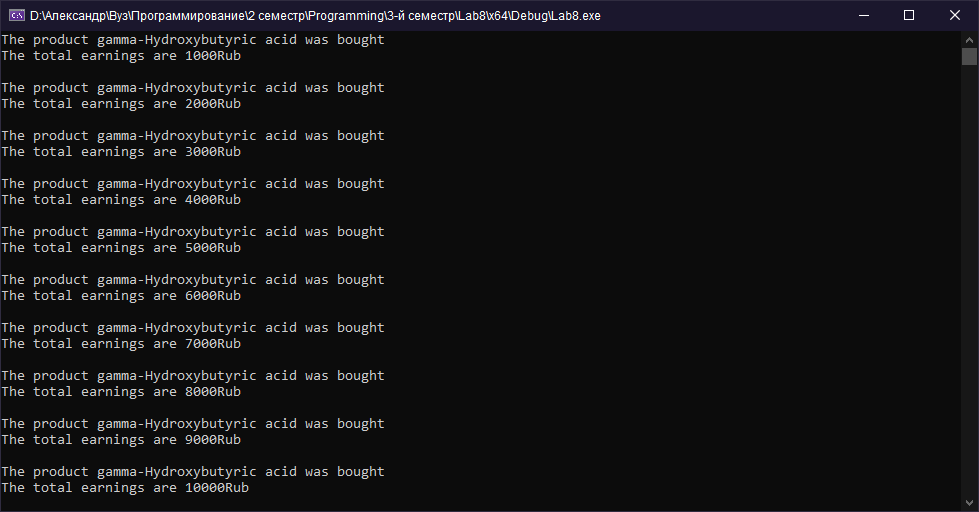 D:\Александр\Вуз\Программирование\2 семестр\Programming\3-й семестр\Lab8\x64\Debug\Lab8.exe
The product gamma-Hydroxybutyric acid was bought
The total earnings are 1000Rub
The product gamma-Hydroxybutyric acid was bought
The total earnings are 2000Rub
The product gamma-Hydroxybutyric acid was bought
The total earnings are 3000Rub
The product gamma-Hydroxybutyric acid was bought
The total earnings are 4000Rub
The product gamma-Hydroxybutyric acid was bought
The total earnings are 5000Rub
The product gamma-Hydroxybutyric acid was bought
The total earnings are 6000Rub
The product gamma-Hydroxybutyric acid was bought
The total earnings are 7000Rub
The product gamma-Hydroxybutyric acid was bought
The total earnings are 8000Rub
The product gamma-Hydroxybutyric acid was bought
The total earnings are 9000Rub
The product gamma-Hydroxybutyric acid was bought
The total earnings are 10000Rub